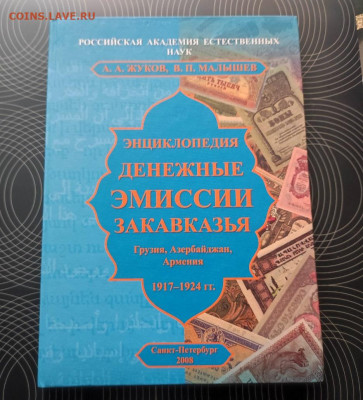 COINS.LAVE.RU
РОССИЙСКАЯ АКАДЕМИЯ ЕСТЕСТВЕННЫХ
НАУК
А. А. ЖУКОВ, В. П. МАЛЫШЕВ
ЭНЦИКЛОПЕДИЯ
ДЕНЕЖНЫЕ
ЭМИССИИ
ЗАКАВКАЗЬЯ
Грузия, Азербайджан,
Армения
1917–1924 гг.
Санкт-Петербург
2008